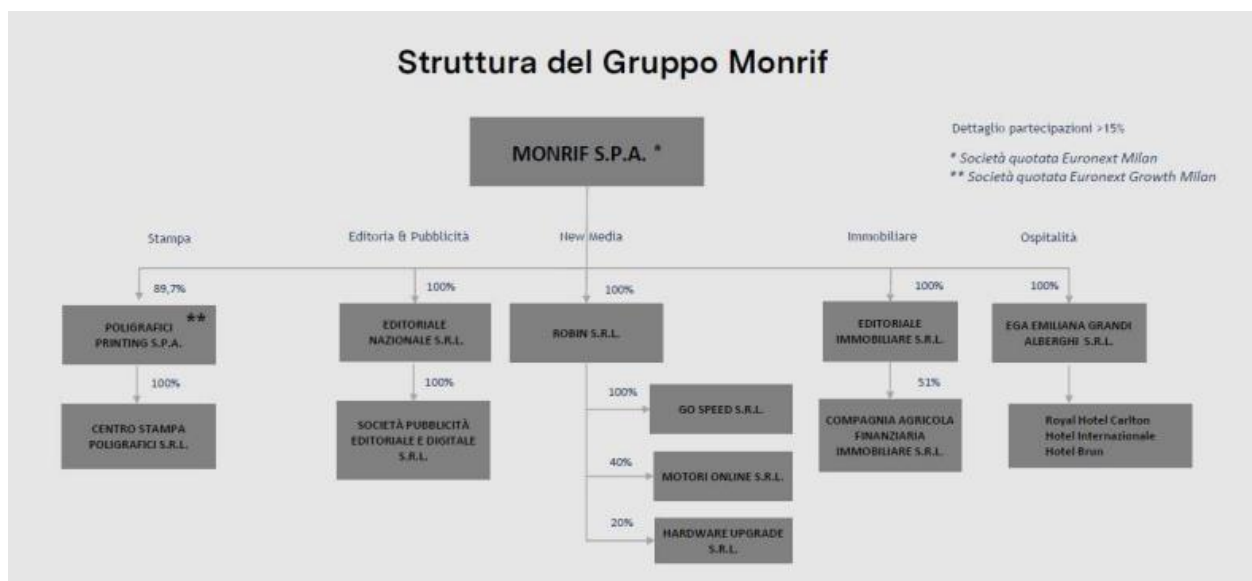 Struttura del Gruppo Monrif
MONRIF S.P.A. *
Dettaglio partecipazioni >15%
* Società quotata Euronext Milan
** Società quotata Euronext Growth Milan
Stampa
Editoria & Pubblicità
New Media
Immobiliare
Ospitalità
89,7%
100%
100%
100%
100%
POLIGRAFICI **
PRINTING S.P.A.
EDITORIALE
NAZIONALE S.R.L.
ROBIN S.R.L.
EDITORIALE
IMMOBILIARE S.R.L.
EGA EMILIANA GRANDI
ALBERGHI S.R.L.
100%
100%
100%
51%
CENTRO STAMPA
POLIGRAFICI S.R.L.
SOCIETÀ PUBBLICITÀ
EDITORIALE E DIGITALE
S.R.L.
GO SPEED S.R.L.
COMPAGNIA AGRICOLA
FINANZIARIA
IMMOBILIARE S.R.L.
Royal Hotel Carlton
Hotel Internazionale
Hotel Brun
40%
MOTORI ONLINE S.R.L.
20%
HARDWARE UPGRADE
S.R.L.